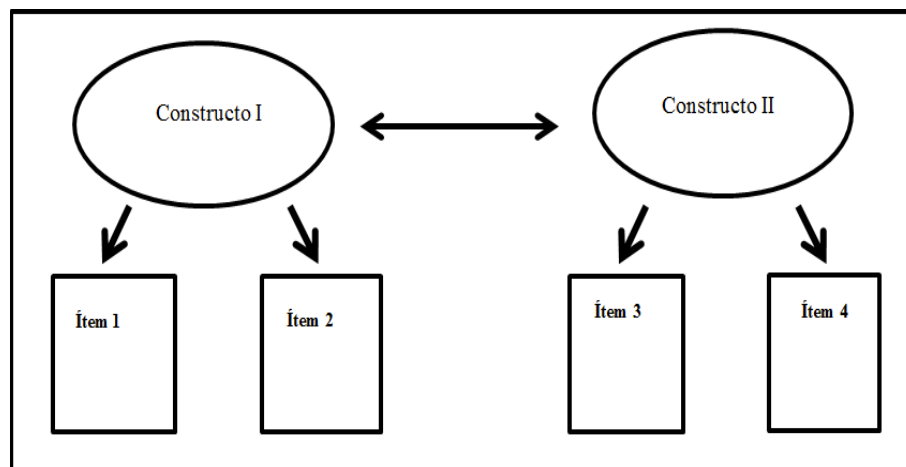 Constructo I
Constructo II
Ítem 1
Ítem 2
Ítem 3
Ítem 4